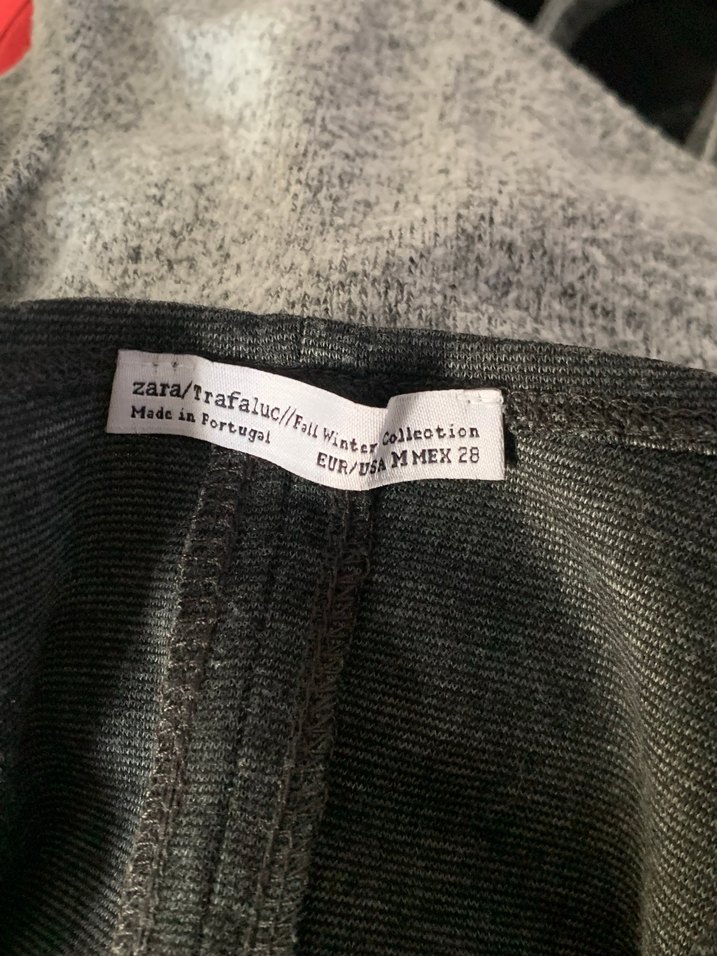 zara/Trafaluc//Fall Winter Collection
Made in Portugal
EUR/USA M MEX 28